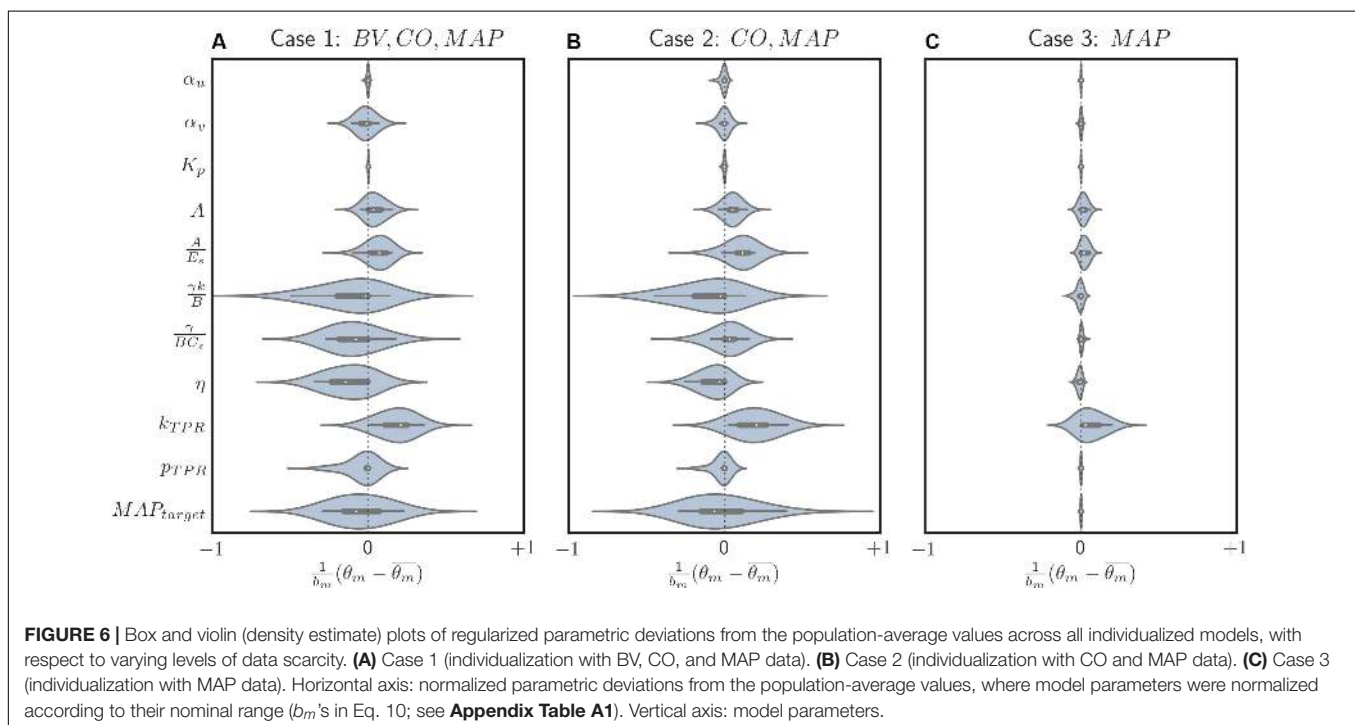 A Case 1: BV, CO, MAP
B Case 2: CO, MAP
C Case 3: MAP
α_u
α_v
K_p
Λ
A/E_s
γk/B
γ/BC_ε
η
k_TPR
p_TPR
MAP_target
−1 0 +1
−1 0 +1
−1 0 +1
1/b_m (θ_m − θ̄_m)
1/b_m (θ_m − θ̄_m)
1/b_m (θ_m − θ̄_m)
FIGURE 6 | Box and violin (density estimate) plots of regularized parametric deviations from the population-average values across all individualized models, with
respect to varying levels of data scarcity. (A) Case 1 (individualization with BV, CO, and MAP data). (B) Case 2 (individualization with CO and MAP data). (C) Case 3
(individualization with MAP data). Horizontal axis: normalized parametric deviations from the population-average values, where model parameters were normalized
according to their nominal range (b_m's in Eq. 10; see Appendix Table A1). Vertical axis: model parameters.